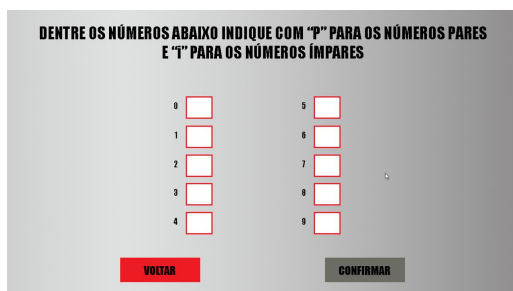 DENTRE OS NÚMEROS ABAIXO INDIQUE COM “P” PARA OS NÚMEROS PARES
E “i” PARA OS NÚMEROS ÍMPARES
0
1
2
3
4
5
6
7
8
9
VOLTAR
CONFIRMAR